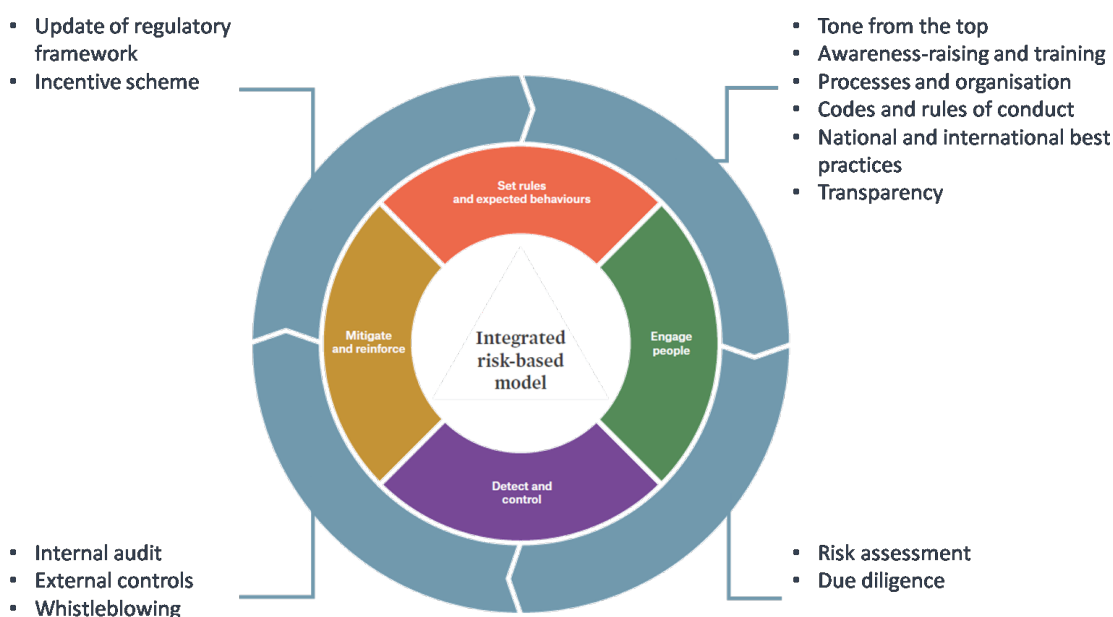 • Update of regulatory
framework
• Incentive scheme
• Tone from the top
• Awareness-raising and training
• Processes and organisation
• Codes and rules of conduct
• National and international best
practices
• Transparency
Set rules
and expected behaviours
Mitigate
and reinforce
Integrated
risk-based
model
Engage
people
Detect and
control
• Internal audit
• External controls
• Whistleblowing
• Risk assessment
• Due diligence